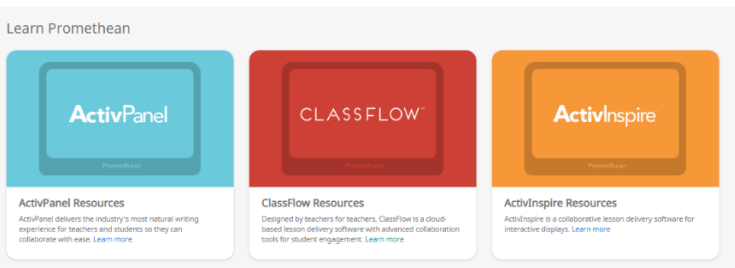 Learn Promethean
ActivPanel
Promethean
CLASSFLOW™
Promethean
ActivInspire
Promethean
ActivPanel Resources
ActivPanel delivers the industry's most natural writing
experience for teachers and students so they can
collaborate with ease. Learn more
ClassFlow Resources
Designed by teachers for teachers, ClassFlow is a cloud-
based lesson delivery software with advanced collaboration
tools for student engagement. Learn more
ActivInspire Resources
ActivInspire is a collaborative lesson delivery software for
interactive displays. Learn more